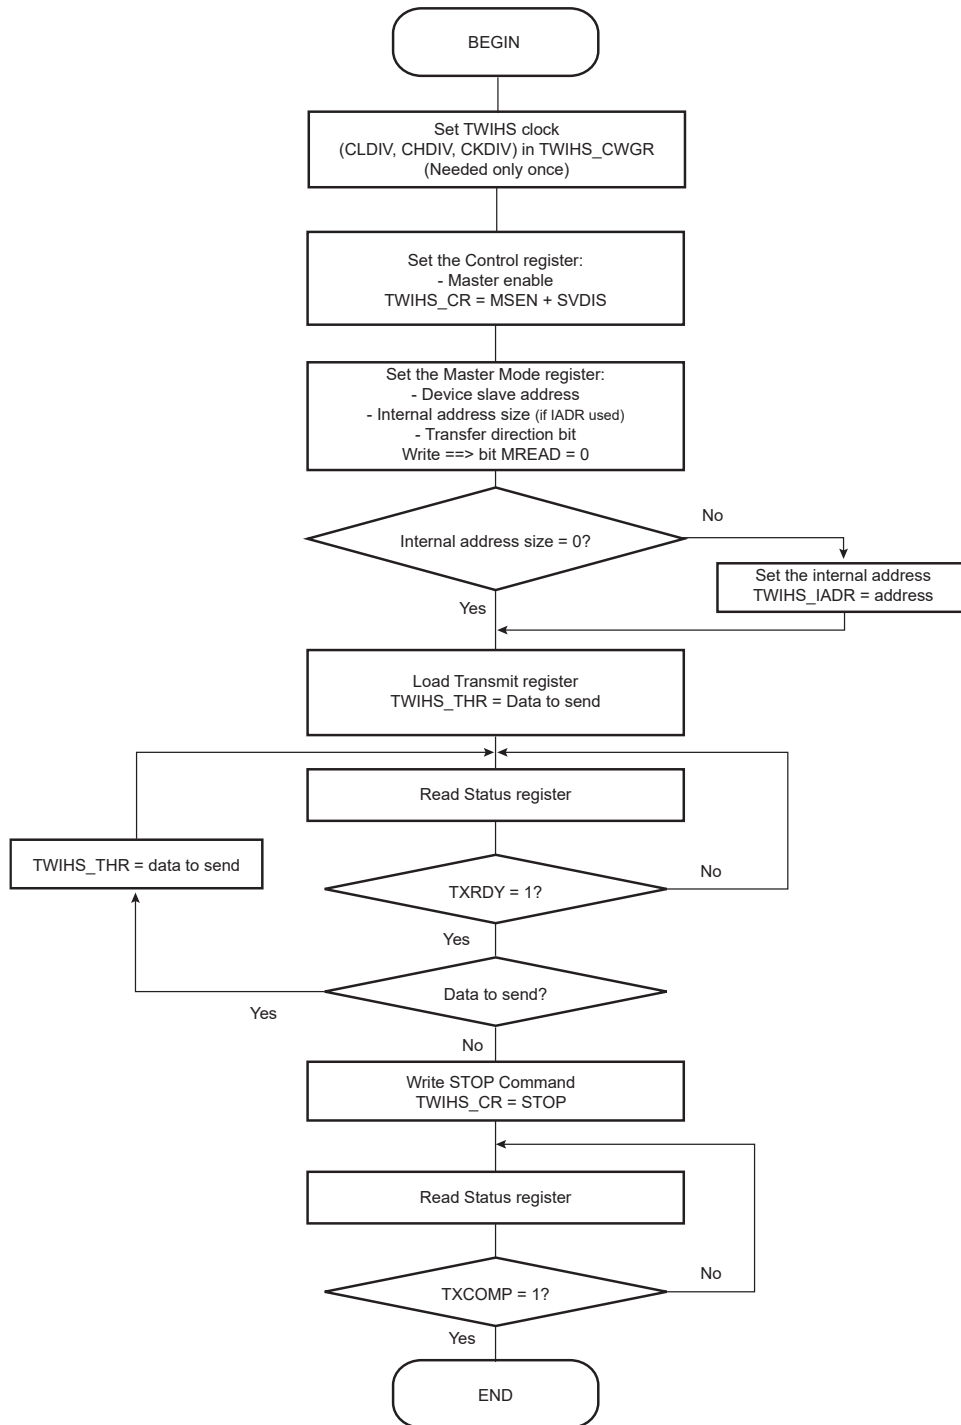 BEGIN
Set TWIHS clock
(CLDIV, CHDIV, CKDIV) in TWIHS_CWGR
(Needed only once)
Set the Control register:
- Master enable
TWIHS_CR = MSEN + SVDIS
Set the Master Mode register:
- Device slave address
- Internal address size (if IADR used)
- Transfer direction bit
Write ==> bit MREAD = 0
No
Internal address size = 0?
Set the internal address
TWIHS_IADR = address
Yes
Load Transmit register
TWIHS_THR = Data to send
Read Status register
TWIHS_THR = data to send
No
TXRDY = 1?
Yes
Data to send?
Yes
No
Write STOP Command
TWIHS_CR = STOP
Read Status register
No
TXCOMP = 1?
Yes
END